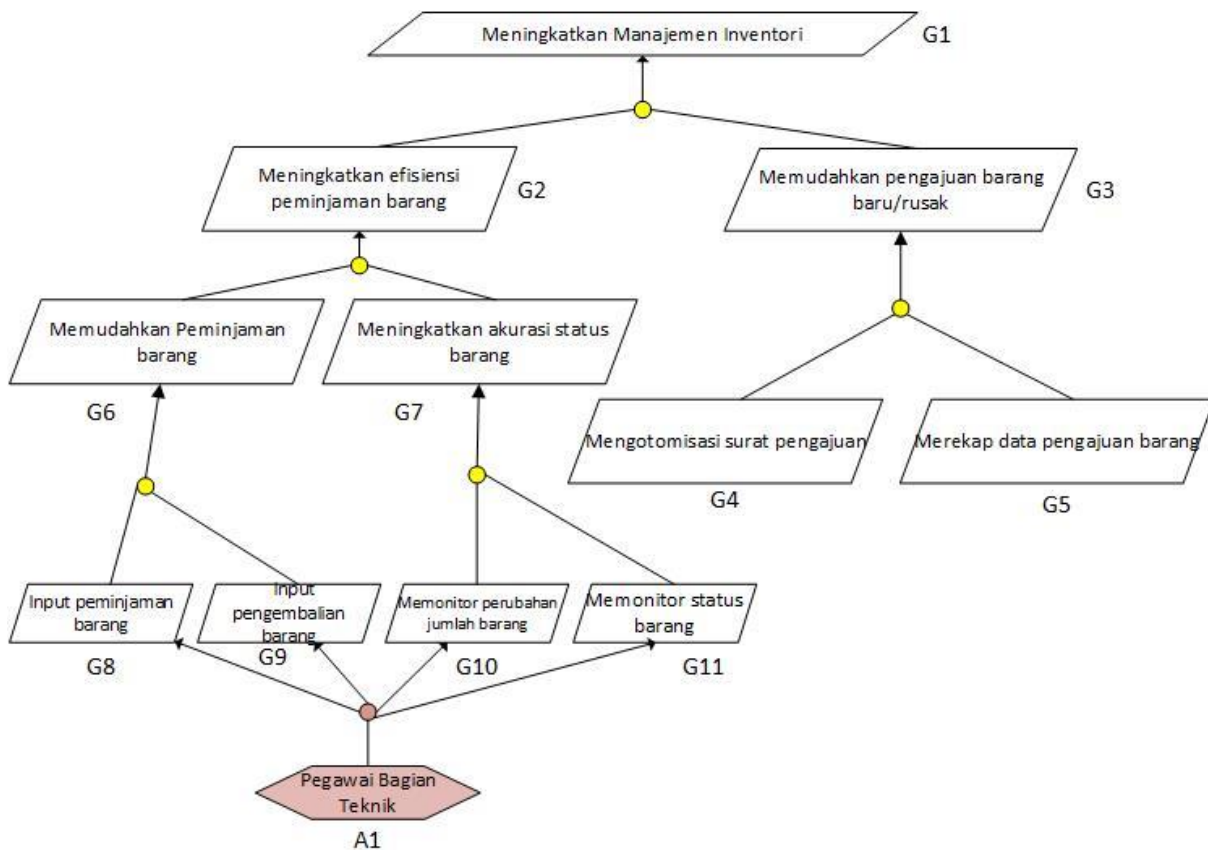 Meningkatkan Manajemen Inventori
G1
Meningkatkan efisiensi
peminjaman barang
G2
Memudahkan pengajuan barang
baru/rusak
G3
Memudahkan Peminjaman
barang
G6
Meningkatkan akurasi status
barang
G7
Mengotomisasi surat pengajuan
G4
Merekap data pengajuan barang
G5
Input peminjaman
barang
G8
Input
pengembalian
barang
G9
Memonitor perubahan
jumlah barang
G10
Memonitor status
barang
G11
Pegawai Bagian
Teknik
A1